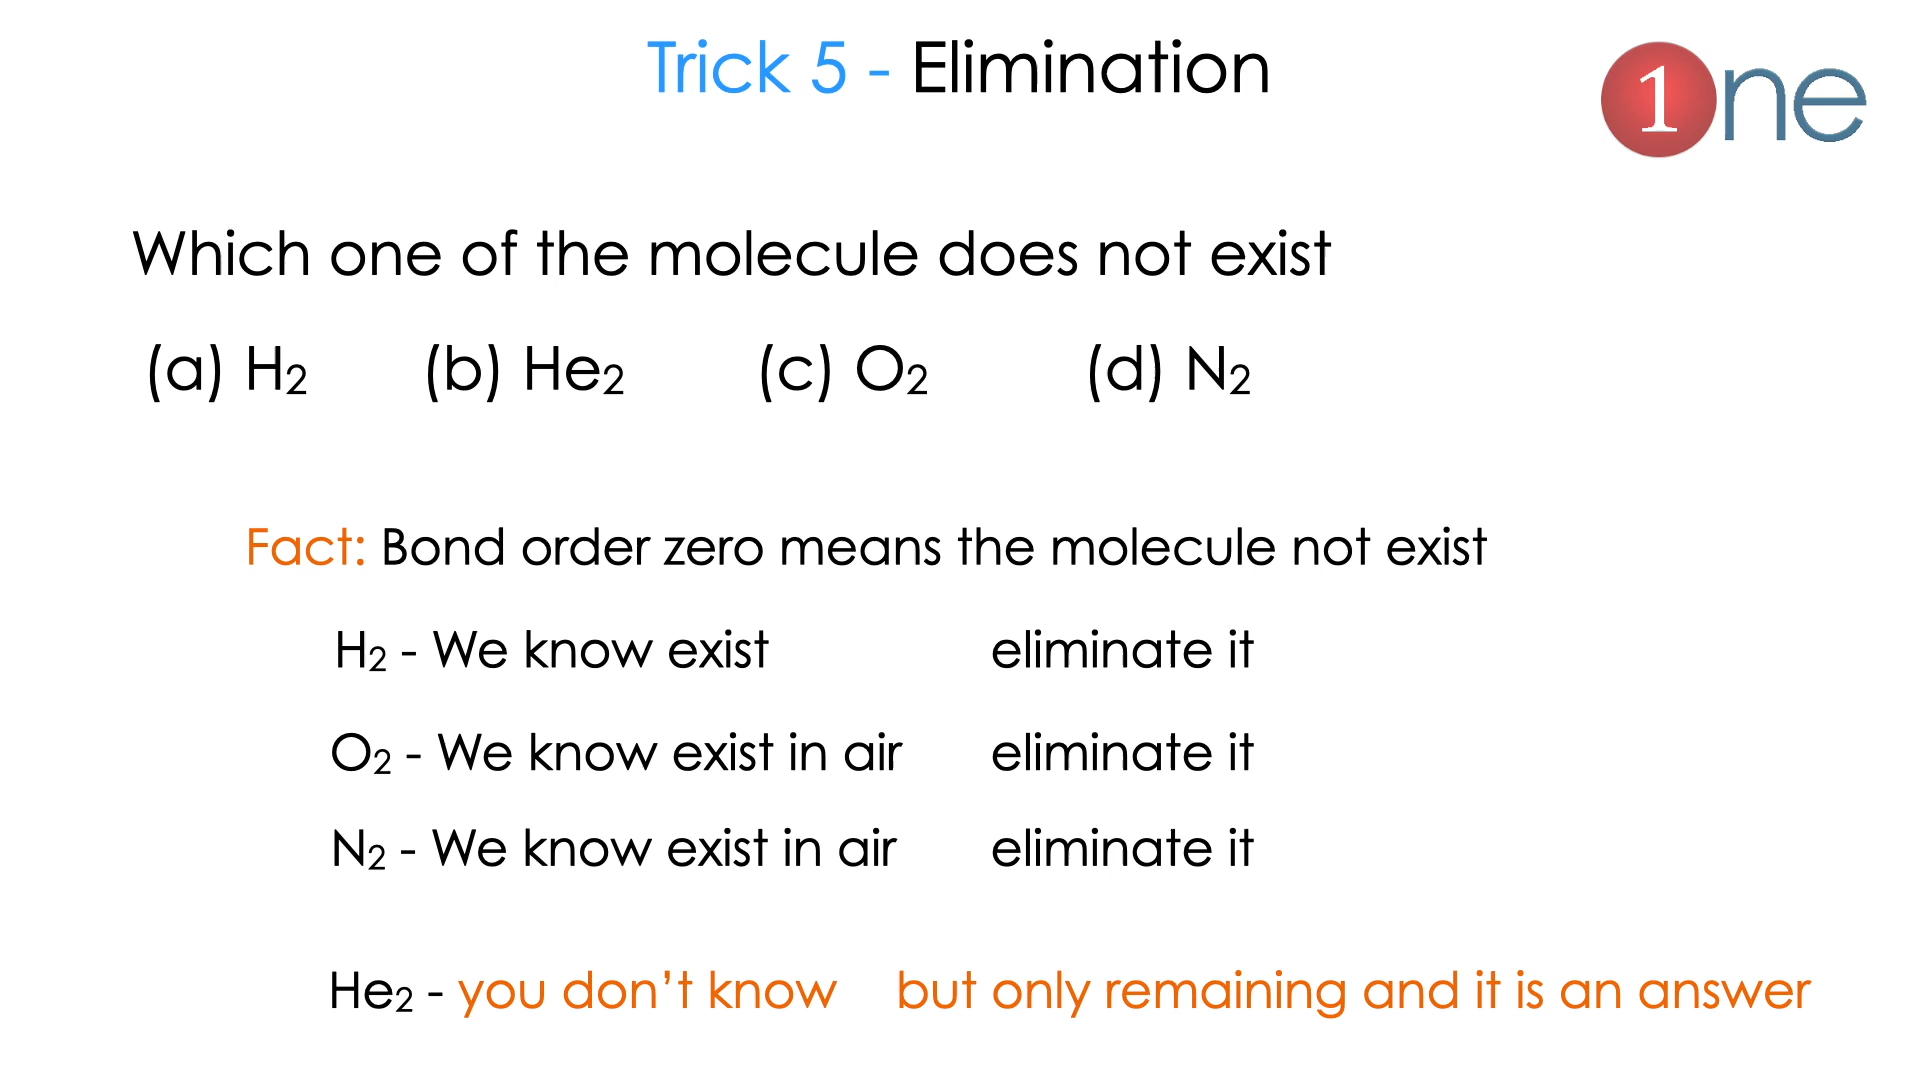 Trick 5 - Elimination
1ne
Which one of the molecule does not exist
(a) H₂ (b) He₂ (c) O₂ (d) N₂
Fact: Bond order zero means the molecule not exist
H₂ - We know exist eliminate it
O₂ - We know exist in air eliminate it
N₂ - We know exist in air eliminate it
He₂ - you don’t know but only remaining and it is an answer